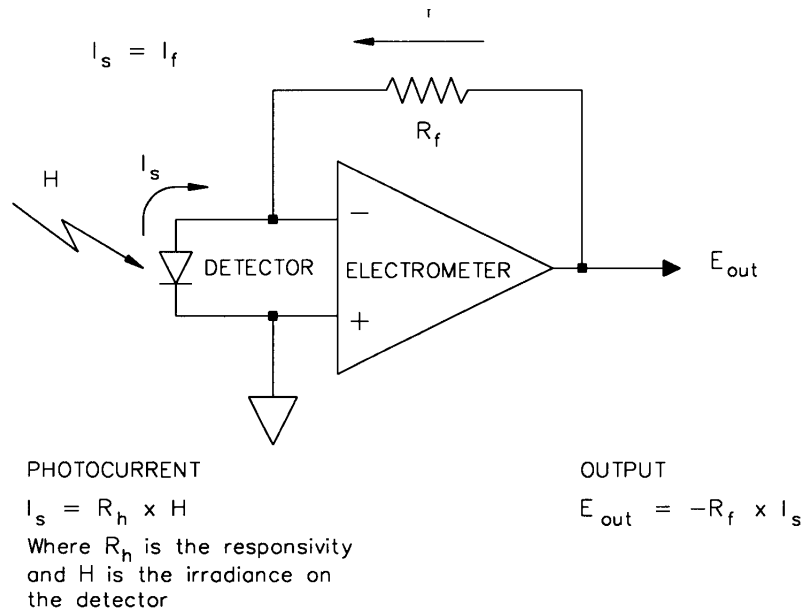 I_s = I_f
R_f
I_s
H
−
DETECTOR
ELECTROMETER
E_out
+
PHOTOCURRENT
I_s = R_h x H
Where R_h is the responsivity
and H is the irradiance on
the detector
OUTPUT
E_out = -R_f x I_s